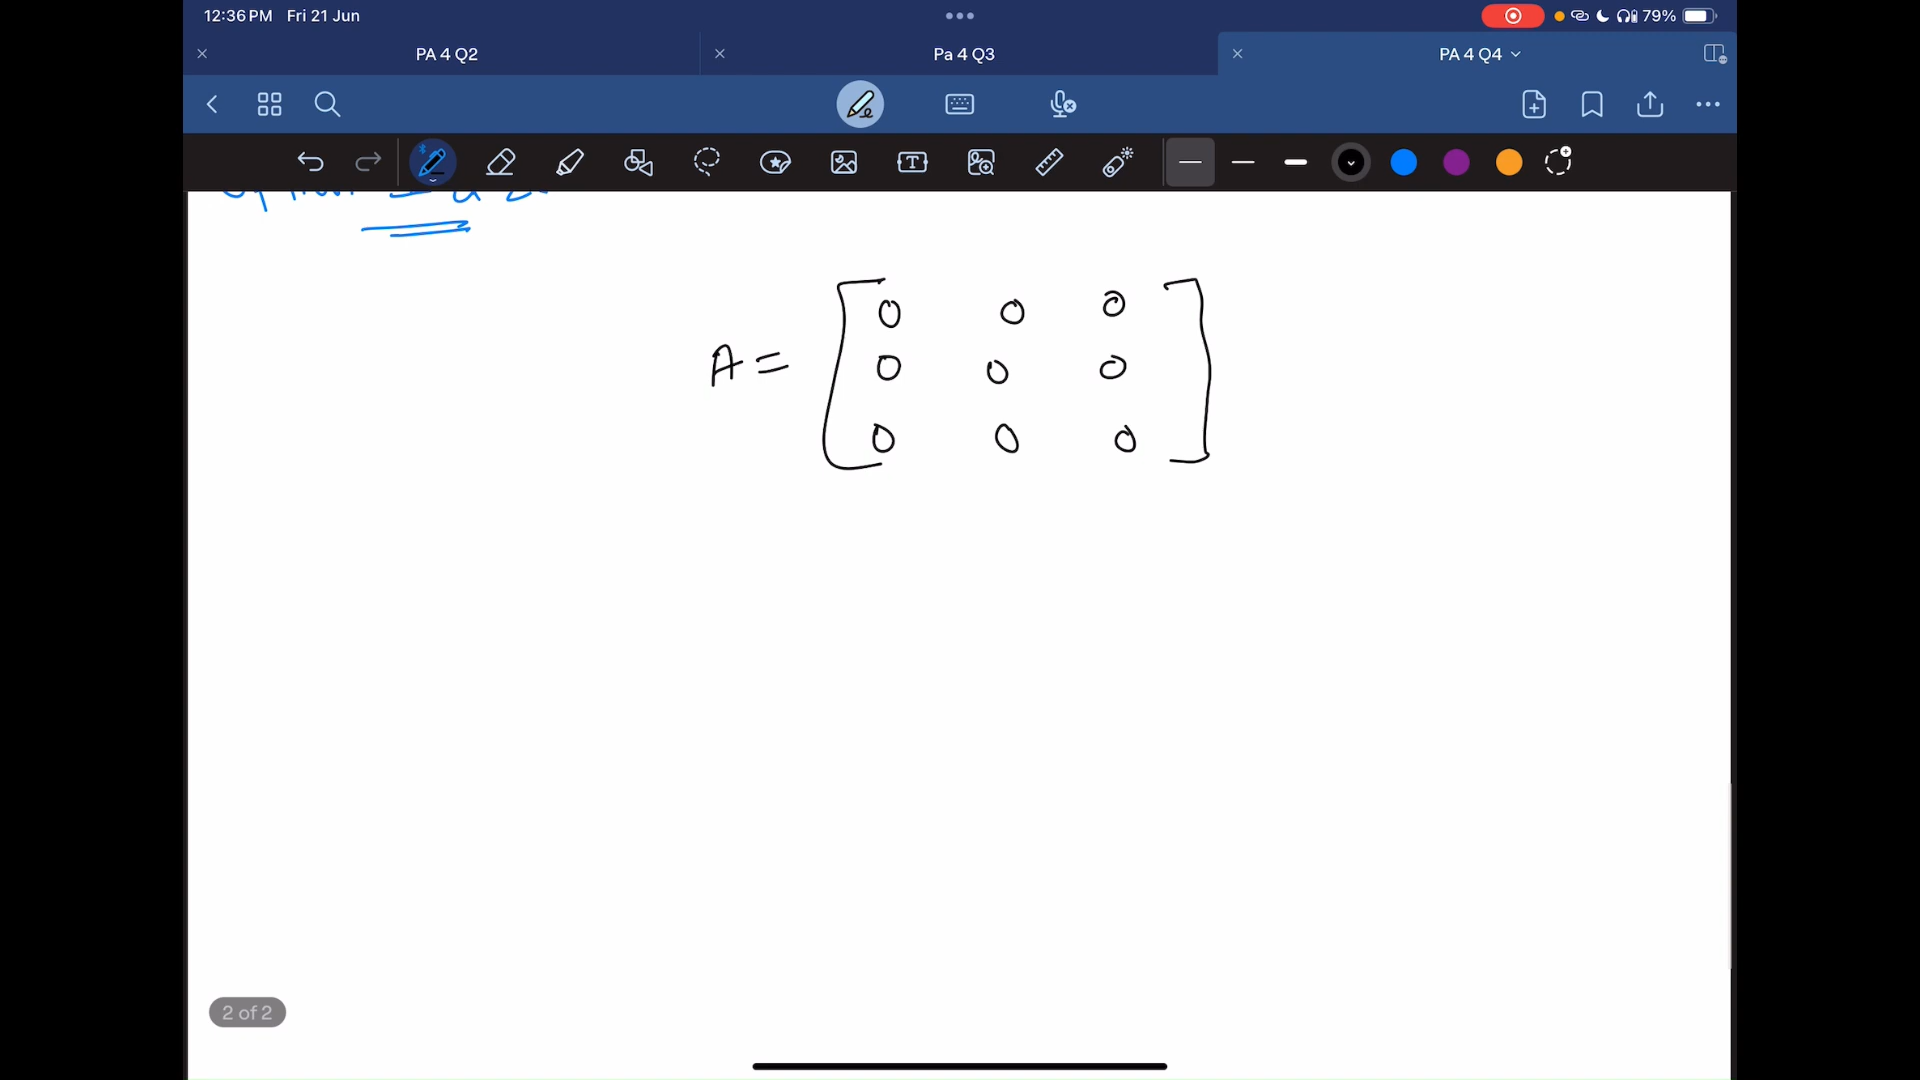 12:36 PM Fri 21 Jun 79%
PA 4 Q2 Pa 4 Q3 PA 4 Q4
A = [ 0 0 0
0 0 0
0 0 0 ]
2 of 2